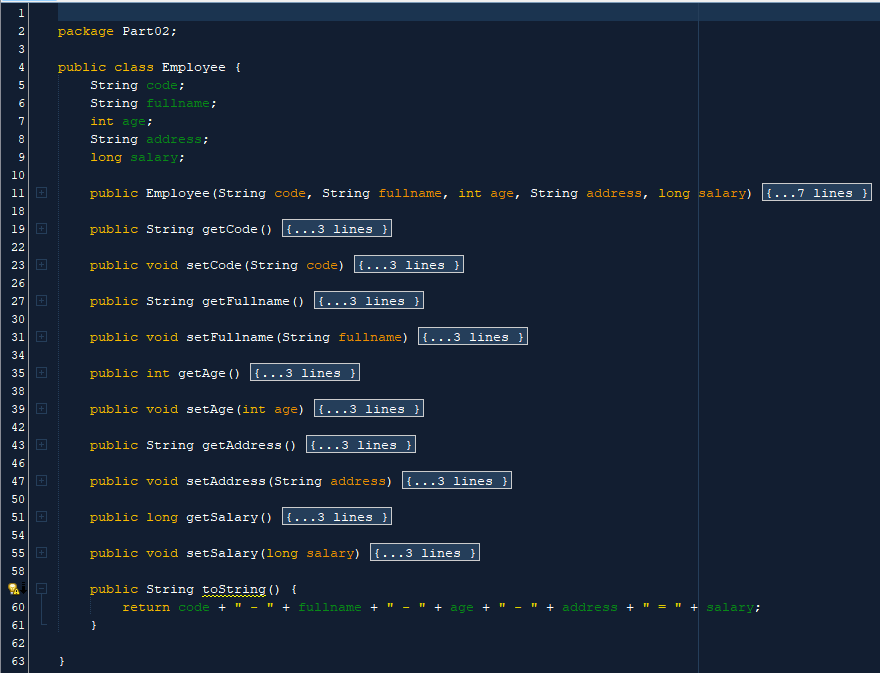 1
2 package Part02;
3
4 public class Employee {
5 String code;
6 String fullname;
7 int age;
8 String address;
9 long salary;
10
11 public Employee(String code, String fullname, int age, String address, long salary) {...7 lines }
18
19 public String getCode() {...3 lines }
22
23 public void setCode(String code) {...3 lines }
26
27 public String getFullname() {...3 lines }
30
31 public void setFullname(String fullname) {...3 lines }
34
35 public int getAge() {...3 lines }
38
39 public void setAge(int age) {...3 lines }
42
43 public String getAddress() {...3 lines }
46
47 public void setAddress(String address) {...3 lines }
50
51 public long getSalary() {...3 lines }
54
55 public void setSalary(long salary) {...3 lines }
58
public String toString() {
60 return code + " - " + fullname + " - " + age + " - " + address + " = " + salary;
61 }
62
63 }